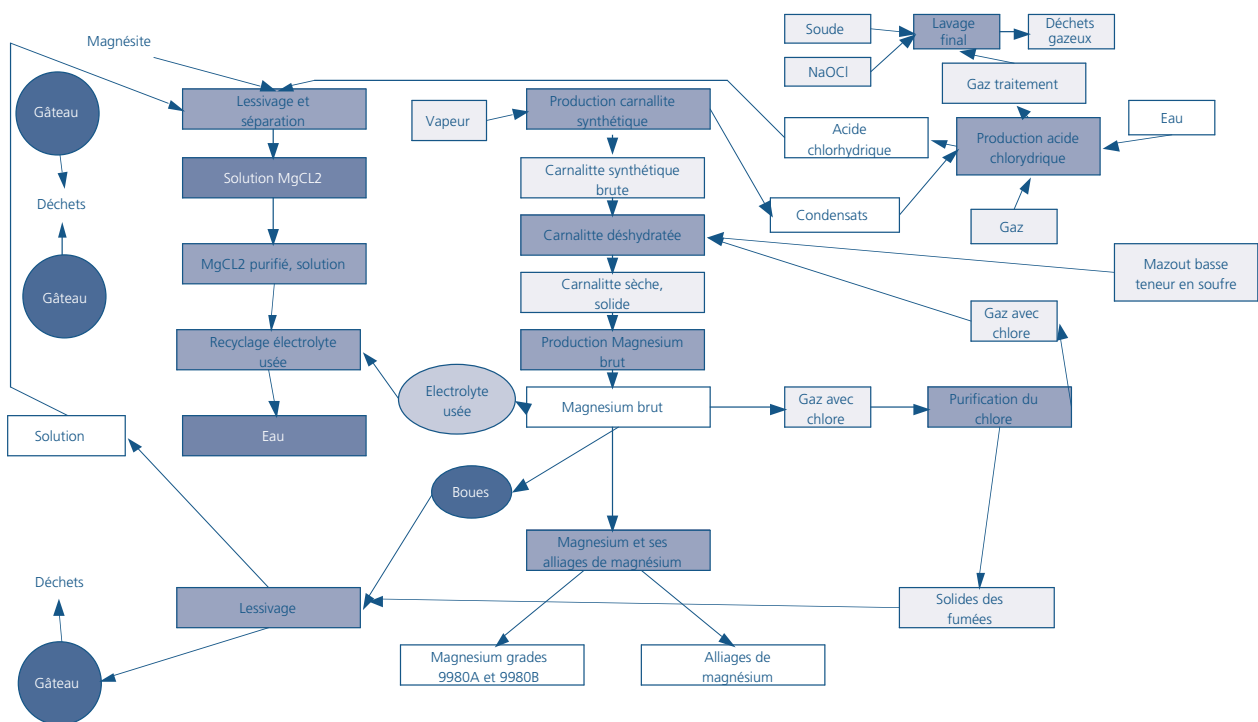 Soude
Lavage
final
Déchets
gazeux
Magnésite
NaOCl
Gaz traitement
Gâteau
Lessivage et
séparation
Vapeur
Production carnallite
synthétique
Acide
chlorhydrique
Production acide
chlorydrique
Eau
Solution MgCL2
Carnalitte synthétique
brute
Déchets
Condensats
Gaz
Carnalitte déshydratée
MgCL2 purifié, solution
Mazout basse
teneur en soufre
Gâteau
Carnalitte sèche,
solide
Gaz avec
chlore
Recyclage électrolyte
usée
Production Magnesium
brut
Electrolyte
usée
Magnesium brut
Gaz avec
chlore
Purification du
chlore
Solution
Eau
Boues
Magnesium et ses
alliages de magnésium
Déchets
Lessivage
Solides des
fumées
Gâteau
Magnesium grades
9980A et 9980B
Alliages de
magnésium